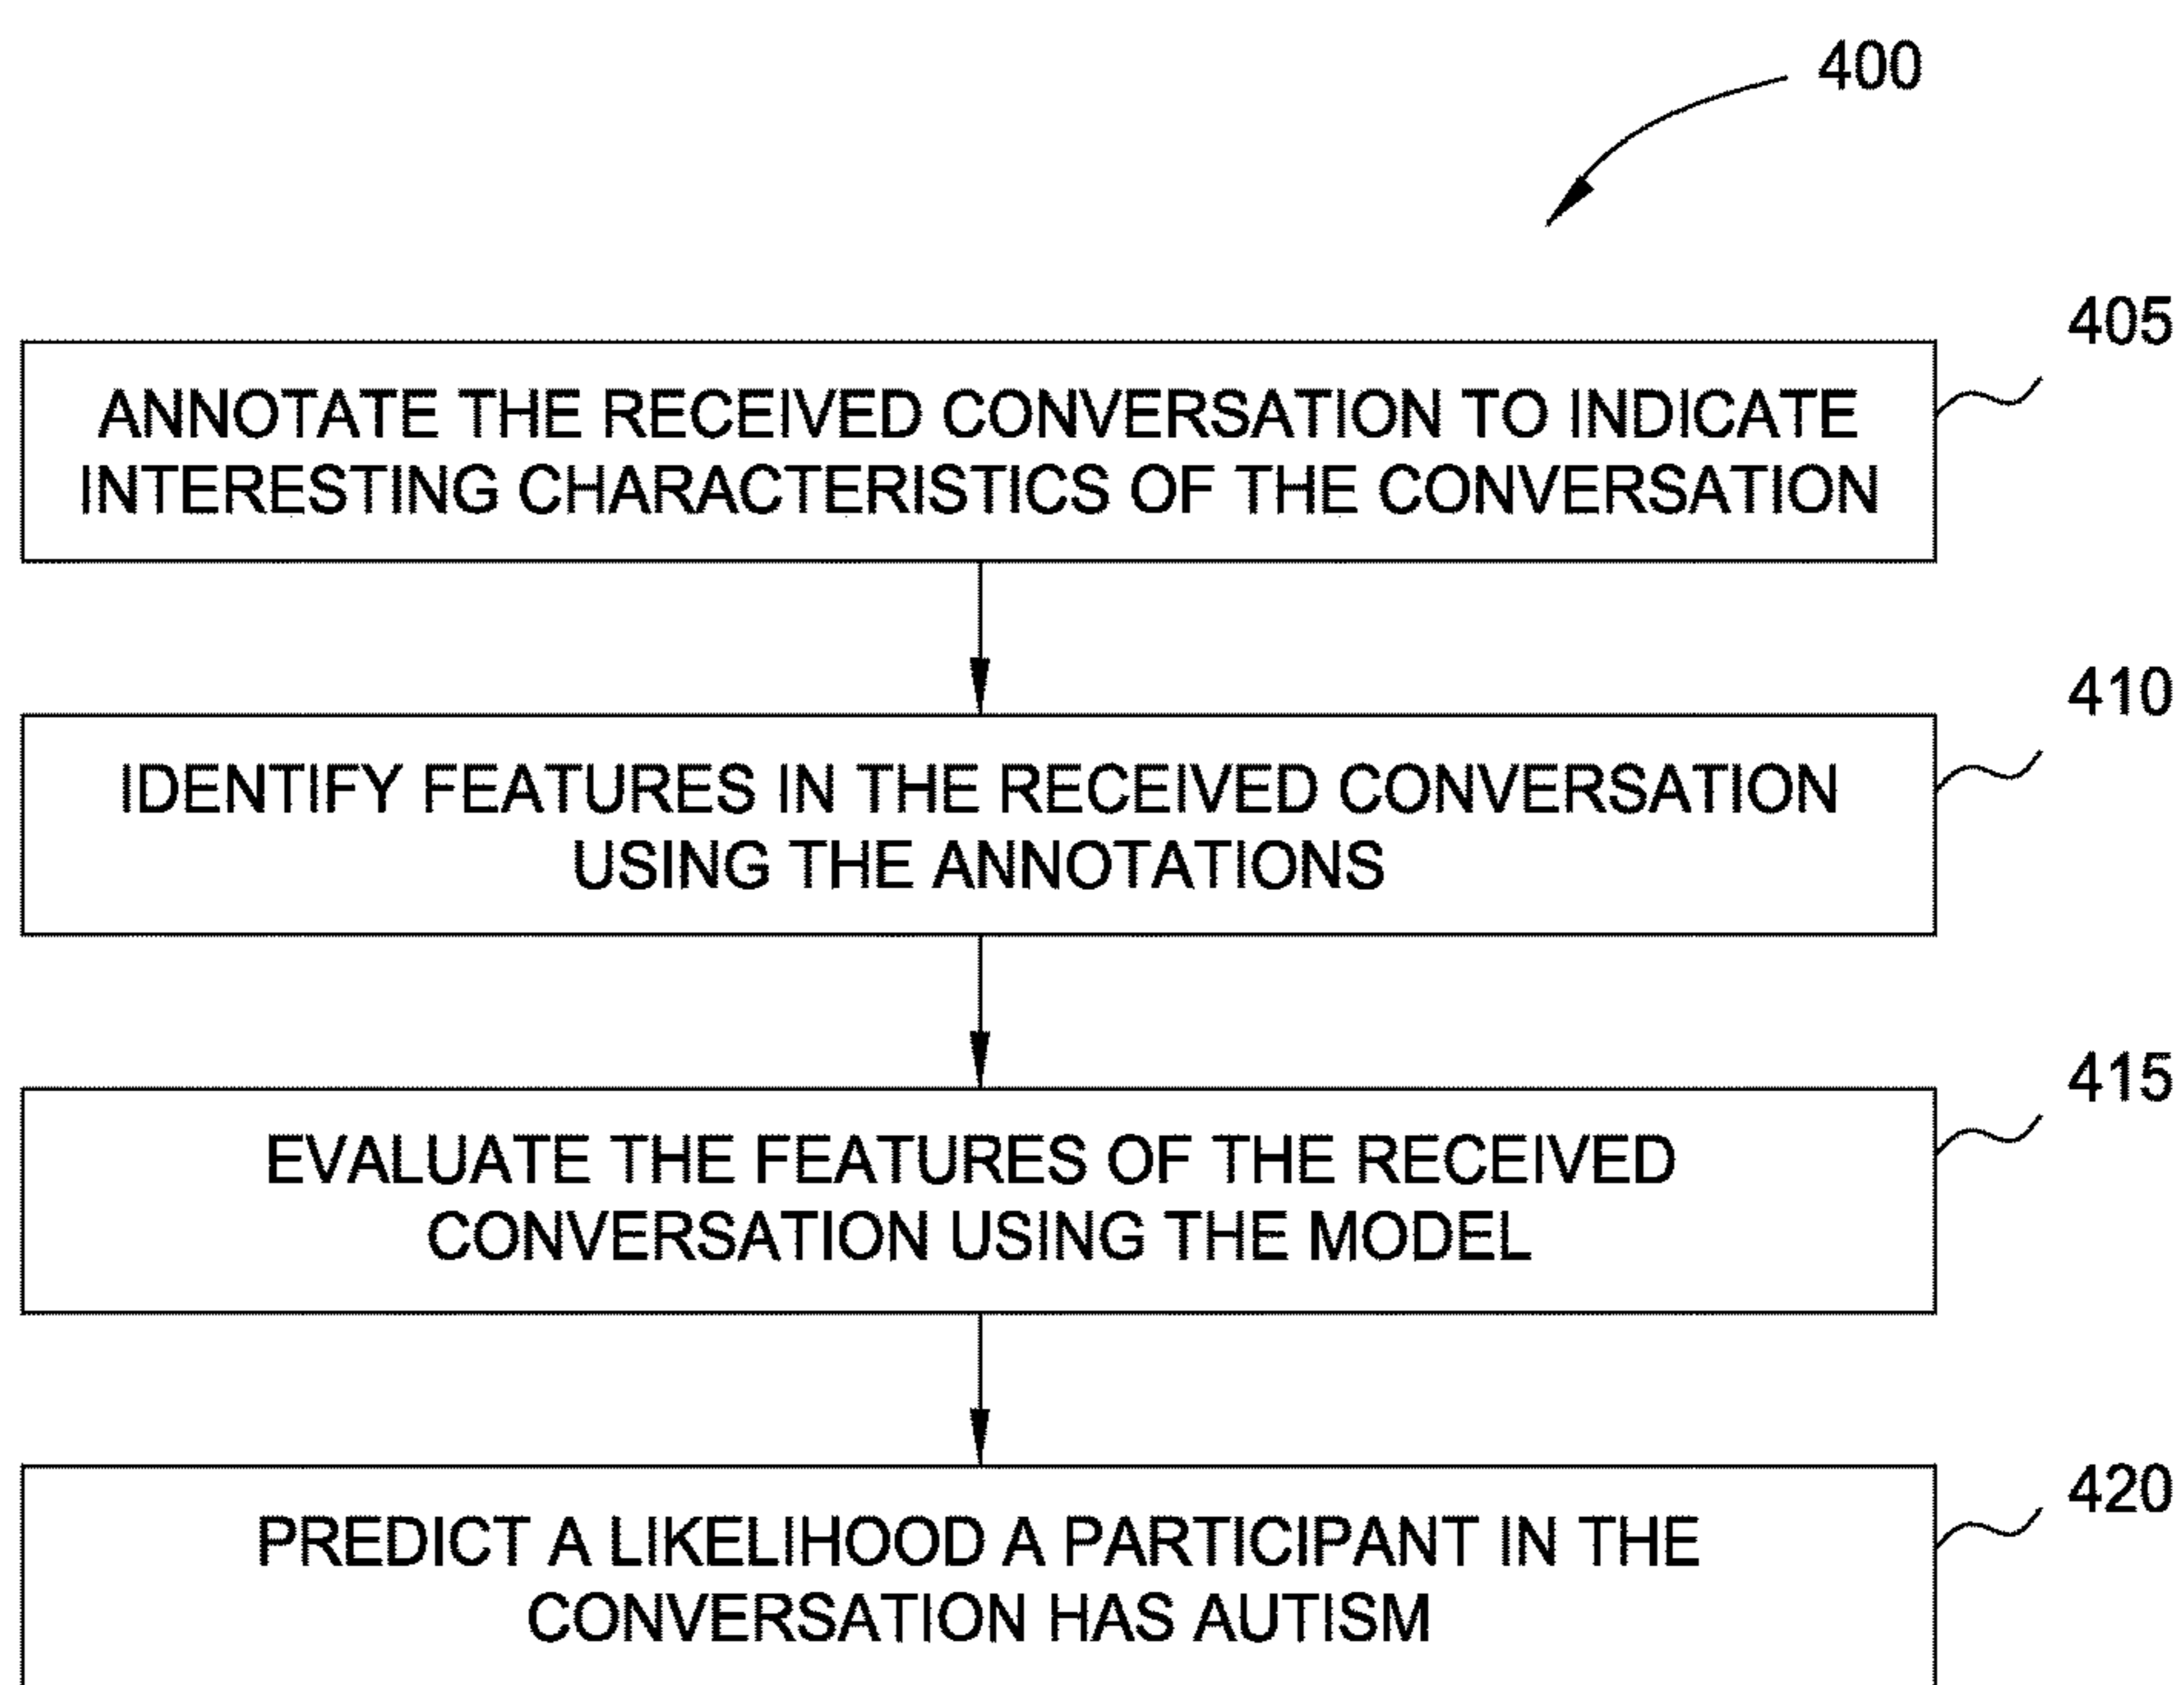 400
405
ANNOTATE THE RECEIVED CONVERSATION TO INDICATE
INTERESTING CHARACTERISTICS OF THE CONVERSATION
410
IDENTIFY FEATURES IN THE RECEIVED CONVERSATION
USING THE ANNOTATIONS
415
EVALUATE THE FEATURES OF THE RECEIVED
CONVERSATION USING THE MODEL
420
PREDICT A LIKELIHOOD A PARTICIPANT IN THE
CONVERSATION HAS AUTISM